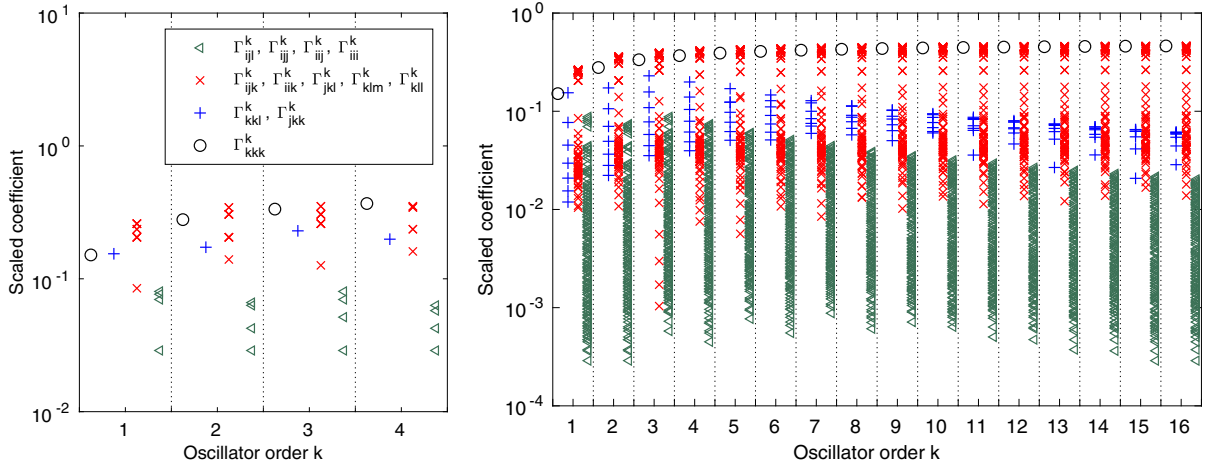 10^1
10^0
10^-1
10^-2
Scaled coefficient
Γ^k_ijl, Γ^k_ijj, Γ^k_iij, Γ^k_iii
Γ^k_ijk, Γ^k_iik, Γ^k_jkl, Γ^k_klm, Γ^k_kll
Γ^k_kkl, Γ^k_jkk
Γ^k_kkk
1 2 3 4
Oscillator order k
10^0
10^-1
10^-2
10^-3
10^-4
Scaled coefficient
1 2 3 4 5 6 7 8 9 10 11 12 13 14 15 16
Oscillator order k